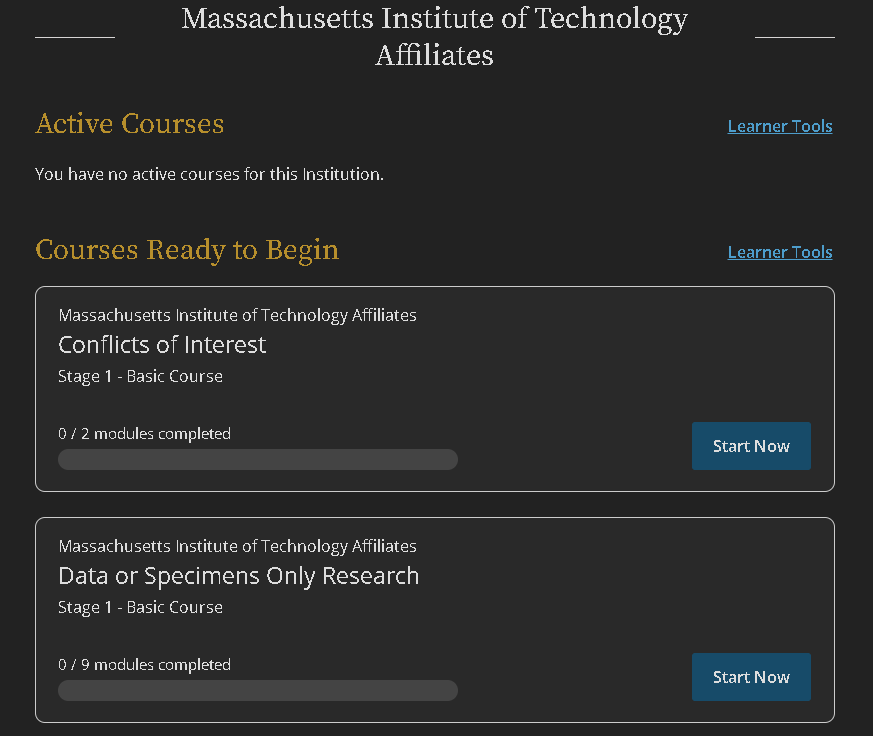 Massachusetts Institute of Technology
Affiliates
Active Courses
Learner Tools
You have no active courses for this Institution.
Courses Ready to Begin
Learner Tools
Massachusetts Institute of Technology Affiliates
Conflicts of Interest
Stage 1 - Basic Course
0 / 2 modules completed
Start Now
Massachusetts Institute of Technology Affiliates
Data or Specimens Only Research
Stage 1 - Basic Course
0 / 9 modules completed
Start Now